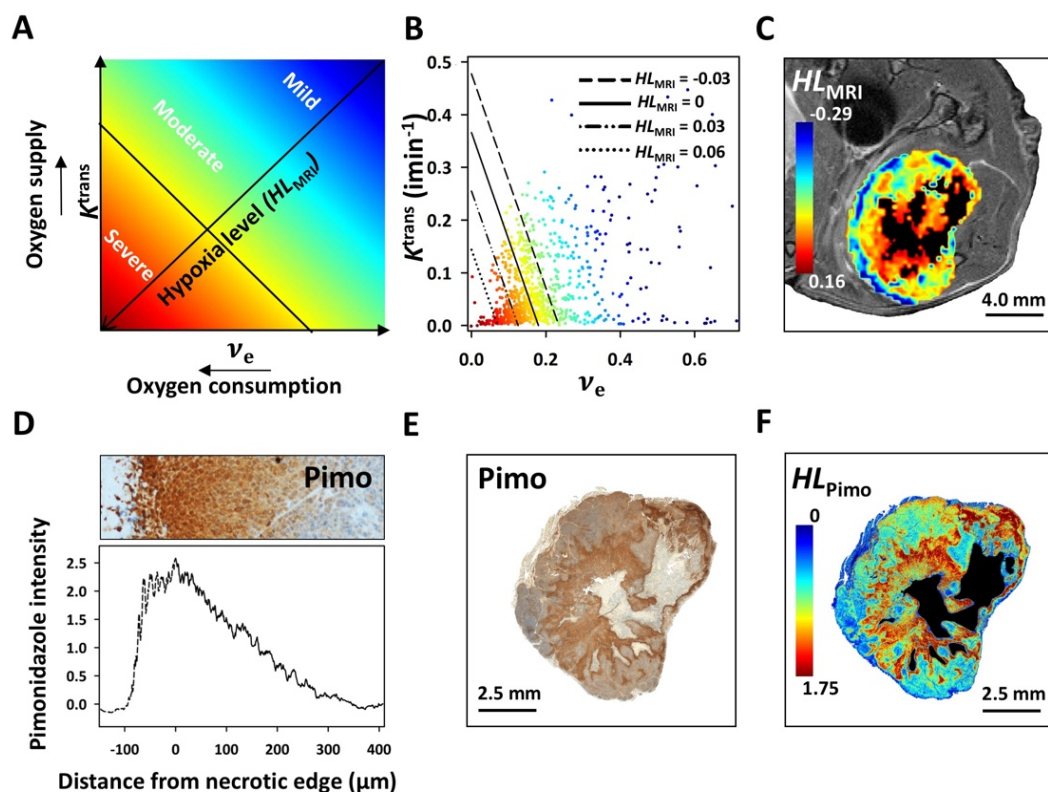 A
Oxygen supply
Kᵗʳᵃⁿˢ
Mild
Moderate
Severe
Hypoxia level (HL_MRI)
νₑ
Oxygen consumption
B
Kᵗʳᵃⁿˢ (imin⁻¹)
0.5
0.4
0.3
0.2
0.1
0.0
HL_MRI = -0.03
HL_MRI = 0
HL_MRI = 0.03
HL_MRI = 0.06
0.0 0.2 0.4 0.6
νₑ
C
HL_MRI
-0.29
0.16
4.0 mm
D
Pimo
Pimonidazole intensity
2.5
2.0
1.5
1.0
0.5
0.0
-100 0 100 200 300 400
Distance from necrotic edge (µm)
E
Pimo
2.5 mm
F
HL_Pimo
0
1.75
2.5 mm